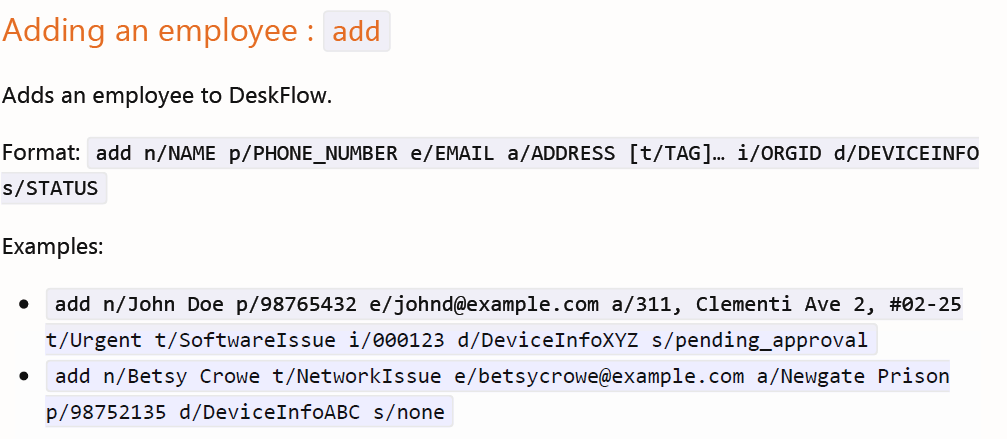 Adding an employee : add
Adds an employee to DeskFlow.
Format: add n/NAME p/PHONE_NUMBER e/EMAIL a/ADDRESS [t/TAG]… i/ORGID d/DEVICEINFO
s/STATUS
Examples:
• add n/John Doe p/98765432 e/johnd@example.com a/311, Clementi Ave 2, #02-25
t/Urgent t/SoftwareIssue i/000123 d/DeviceInfoXYZ s/pending_approval
• add n/Betsy Crowe t/NetworkIssue e/betsycrowe@example.com a/Newgate Prison
p/98752135 d/DeviceInfoABC s/none